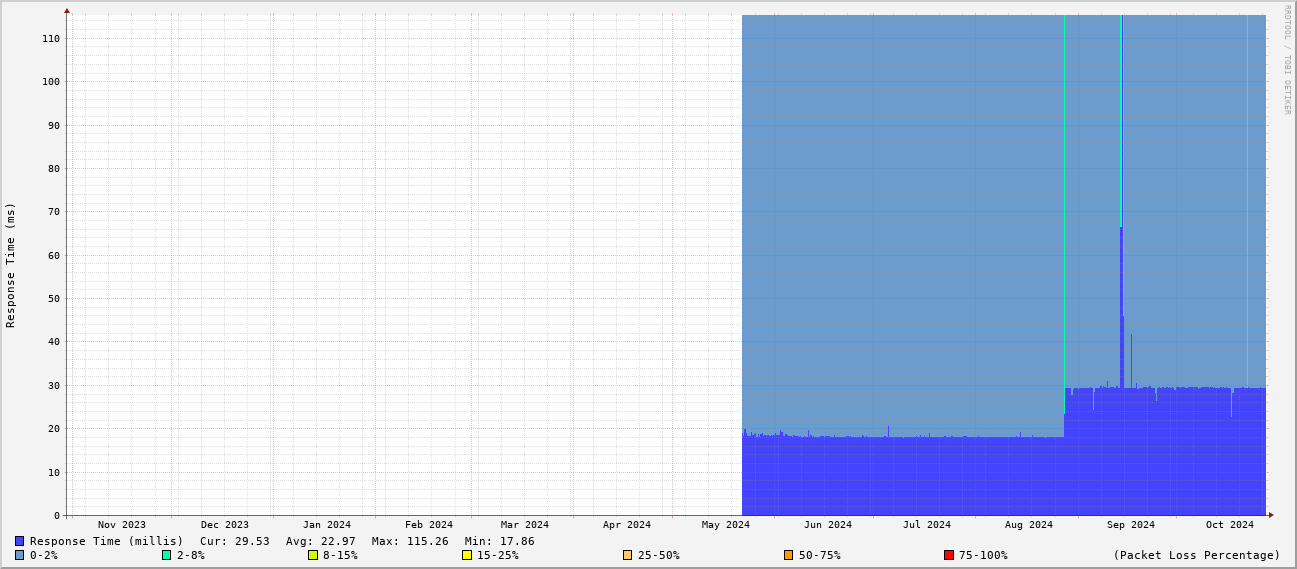 RRDTOOL / TOBI OETIKER
Response Time (ms)
110
100
90
80
70
60
50
40
30
20
10
0
Nov 2023 Dec 2023 Jan 2024 Feb 2024 Mar 2024 Apr 2024 May 2024 Jun 2024 Jul 2024 Aug 2024 Sep 2024 Oct 2024
Response Time (millis) Cur: 29.53 Avg: 22.97 Max: 115.26 Min: 17.86
0-2% 2-8% 8-15% 15-25% 25-50% 50-75% 75-100% (Packet Loss Percentage)